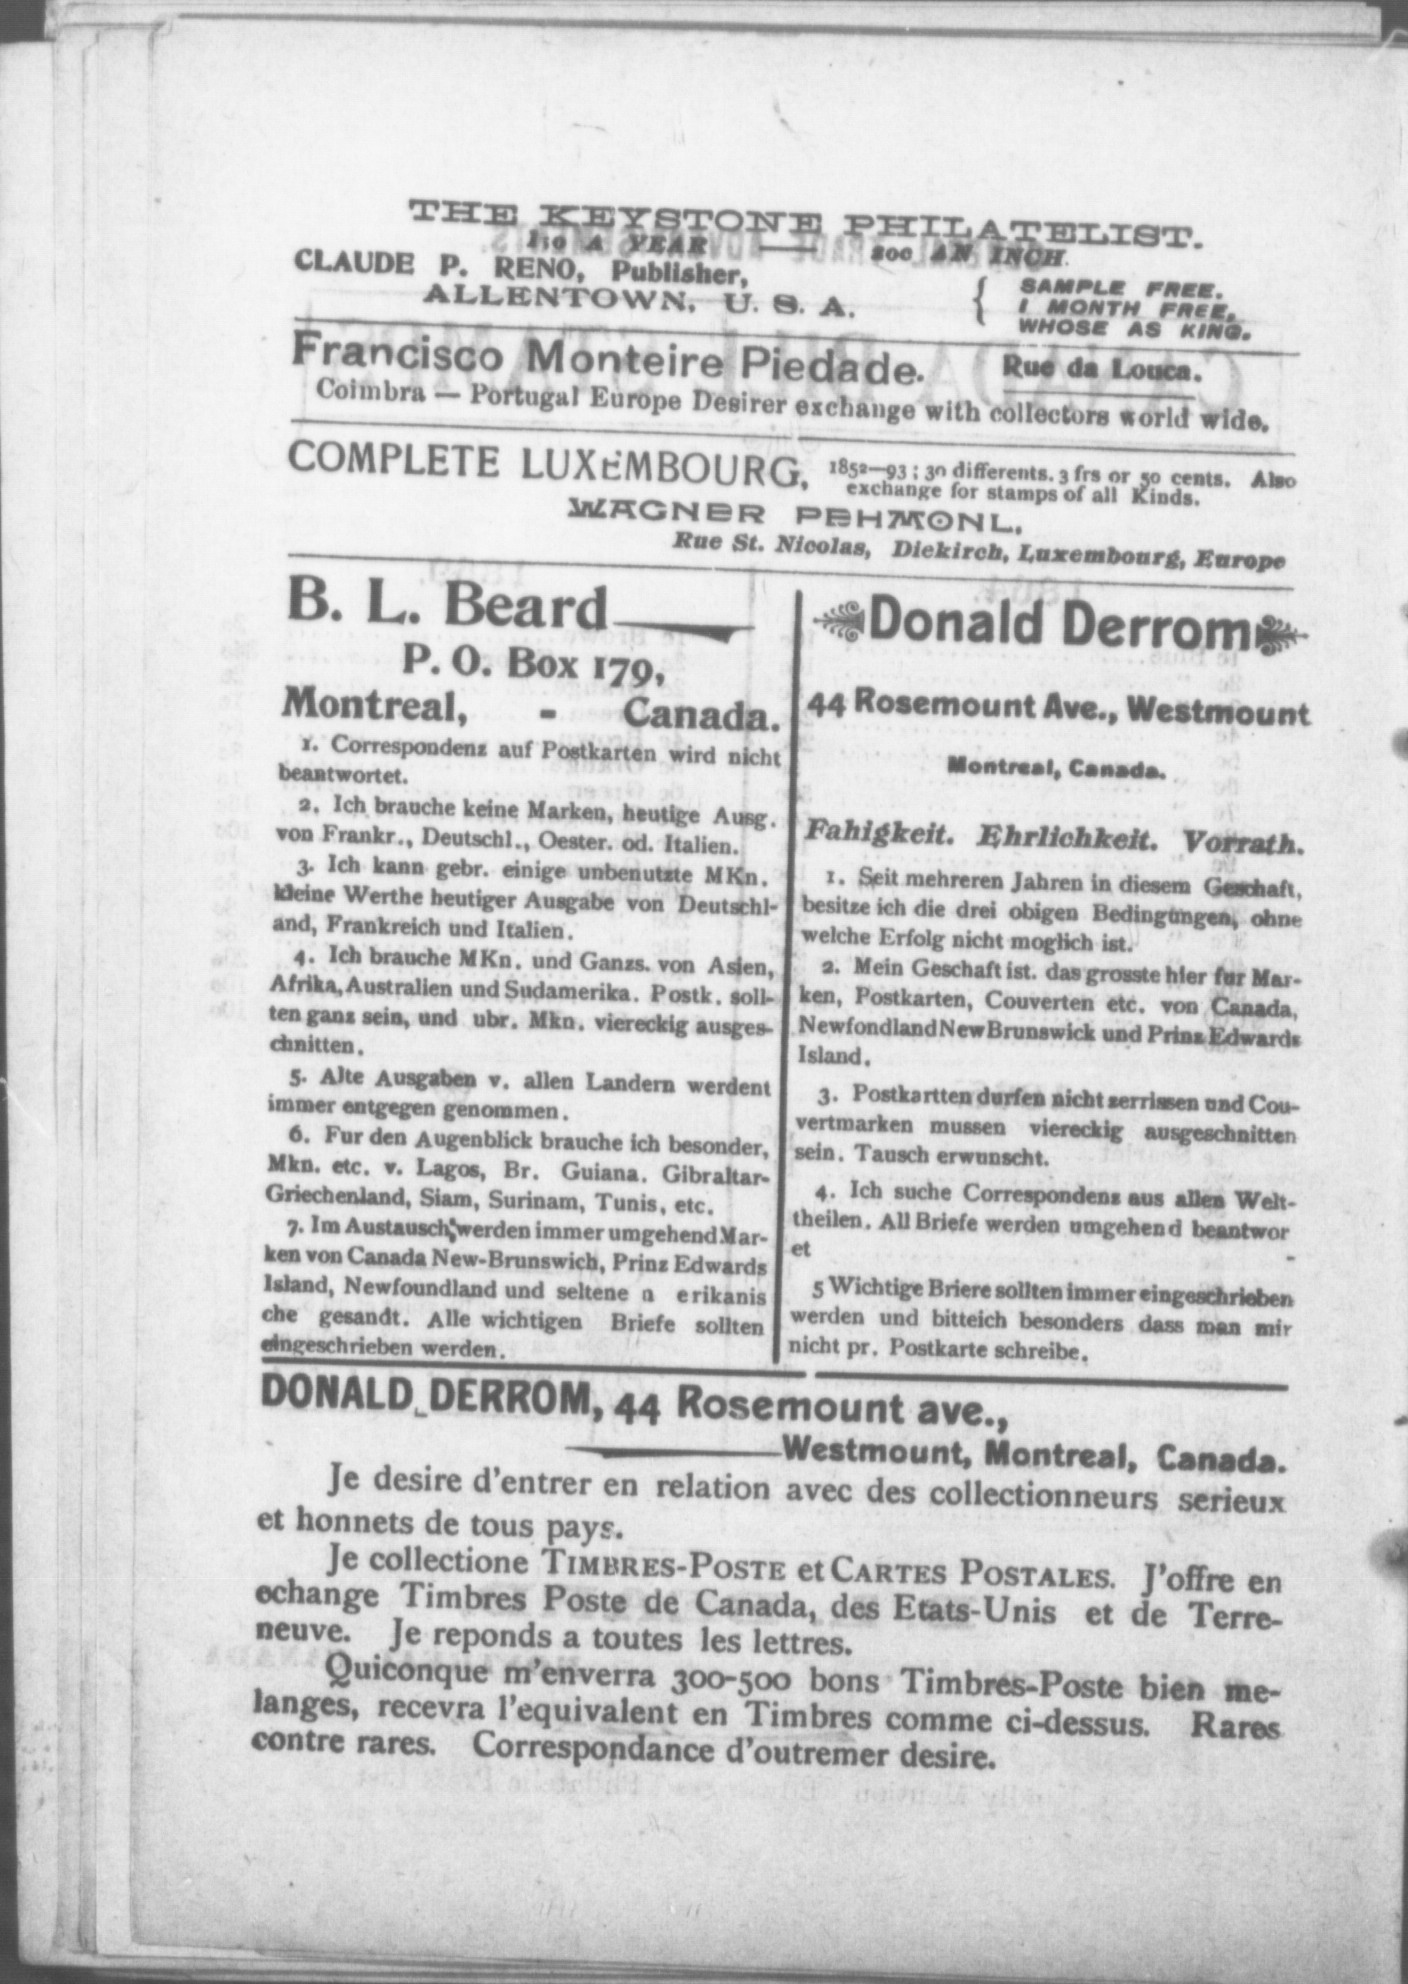 THE KEYSTONE PHILATELIST.
150 A YEAR —— 200 AN INCH.
CLAUDE P. RENO, Publisher,
ALLENTOWN, U. S. A.
{ SAMPLE FREE.
1 MONTH FREE,
WHOSE AS KING.
Francisco Monteire Piedade. Rue da Louca.
Coimbra — Portugal Europe Desirer exchange with collectors world wide.
COMPLETE LUXEMBOURG, 1852—93 : 30 differents. 3 frs or 50 cents. Also
exchange for stamps of all Kinds.
WAGNER PEHMONL,
Rue St. Nicolas, Diekirch, Luxembourg, Europe
B. L. Beard
P. O. Box 179,
Montreal, - Canada.
1. Correspondenz auf Postkarten wird nicht
beantwortet.
2. Ich brauche keine Marken, heutige Ausg.
von Frankr., Deutschl., Oester. od. Italien.
3. Ich kann gebr. einige unbenutzte MKn.
kleine Werthe heutiger Ausgabe von Deutschl-
and, Frankreich und Italien.
4. Ich brauche MKn. und Ganzs. von Asien,
Afrika, Australien und Sudamerika. Postk. soll-
ten ganz sein, und ubr. Mkn. viereckig ausges-
chnitten.
5. Alte Ausgaben v. allen Landern werdent
immer entgegen genommen.
6. Fur den Augenblick brauche ich besonder,
Mkn. etc. v. Lagos, Br. Guiana. Gibraltar-
Griechenland, Siam, Surinam, Tunis, etc.
7. Im Austausch werden immer umgehend Mar-
ken von Canada New-Brunswich, Prinz Edwards
Island, Newfoundland und seltene a erikanis
che gesandt. Alle wichtigen Briefe sollten
eingeschrieben werden.
Donald Derrom
44 Rosemount Ave., Westmount
Montreal, Canada.
Fahigkeit. Ehrlichkeit. Vorrath.
1. Seit mehreren Jahren in diesem Geschaft,
besitze ich die drei obigen Bedingungen, ohne
welche Erfolg nicht moglich ist.
2. Mein Geschaft ist. das grosste hier fur Mar-
ken, Postkarten, Couverten etc. von Canada,
Newfondland New Brunswick und Prinz Edwards
Island.
3. Postkartten durfen nicht zerrissen und Cou-
vertmarken mussen viereckig ausgeschnitten
sein. Tausch erwunscht.
4. Ich suche Correspondenz aus allen Welt-
theilen. All Briefe werden umgehend beantwor
et -
5 Wichtige Briere sollten immer eingeschrieben
werden und bitteich besonders dass man mir
nicht pr. Postkarte schreibe.
DONALD DERROM, 44 Rosemount ave.,
Westmount, Montreal, Canada.
Je desire d'entrer en relation avec des collectionneurs serieux
et honnets de tous pays.
Je collectione TIMBRES-POSTE et CARTES POSTALES. J'offre en
echange Timbres Poste de Canada, des Etats-Unis et de Terre-
neuve. Je reponds a toutes les lettres.
Quiconque m'enverra 300-500 bons Timbres-Poste bien me-
langes, recevra l'equivalent en Timbres comme ci-dessus. Rares
contre rares. Correspondance d'outremer desire.